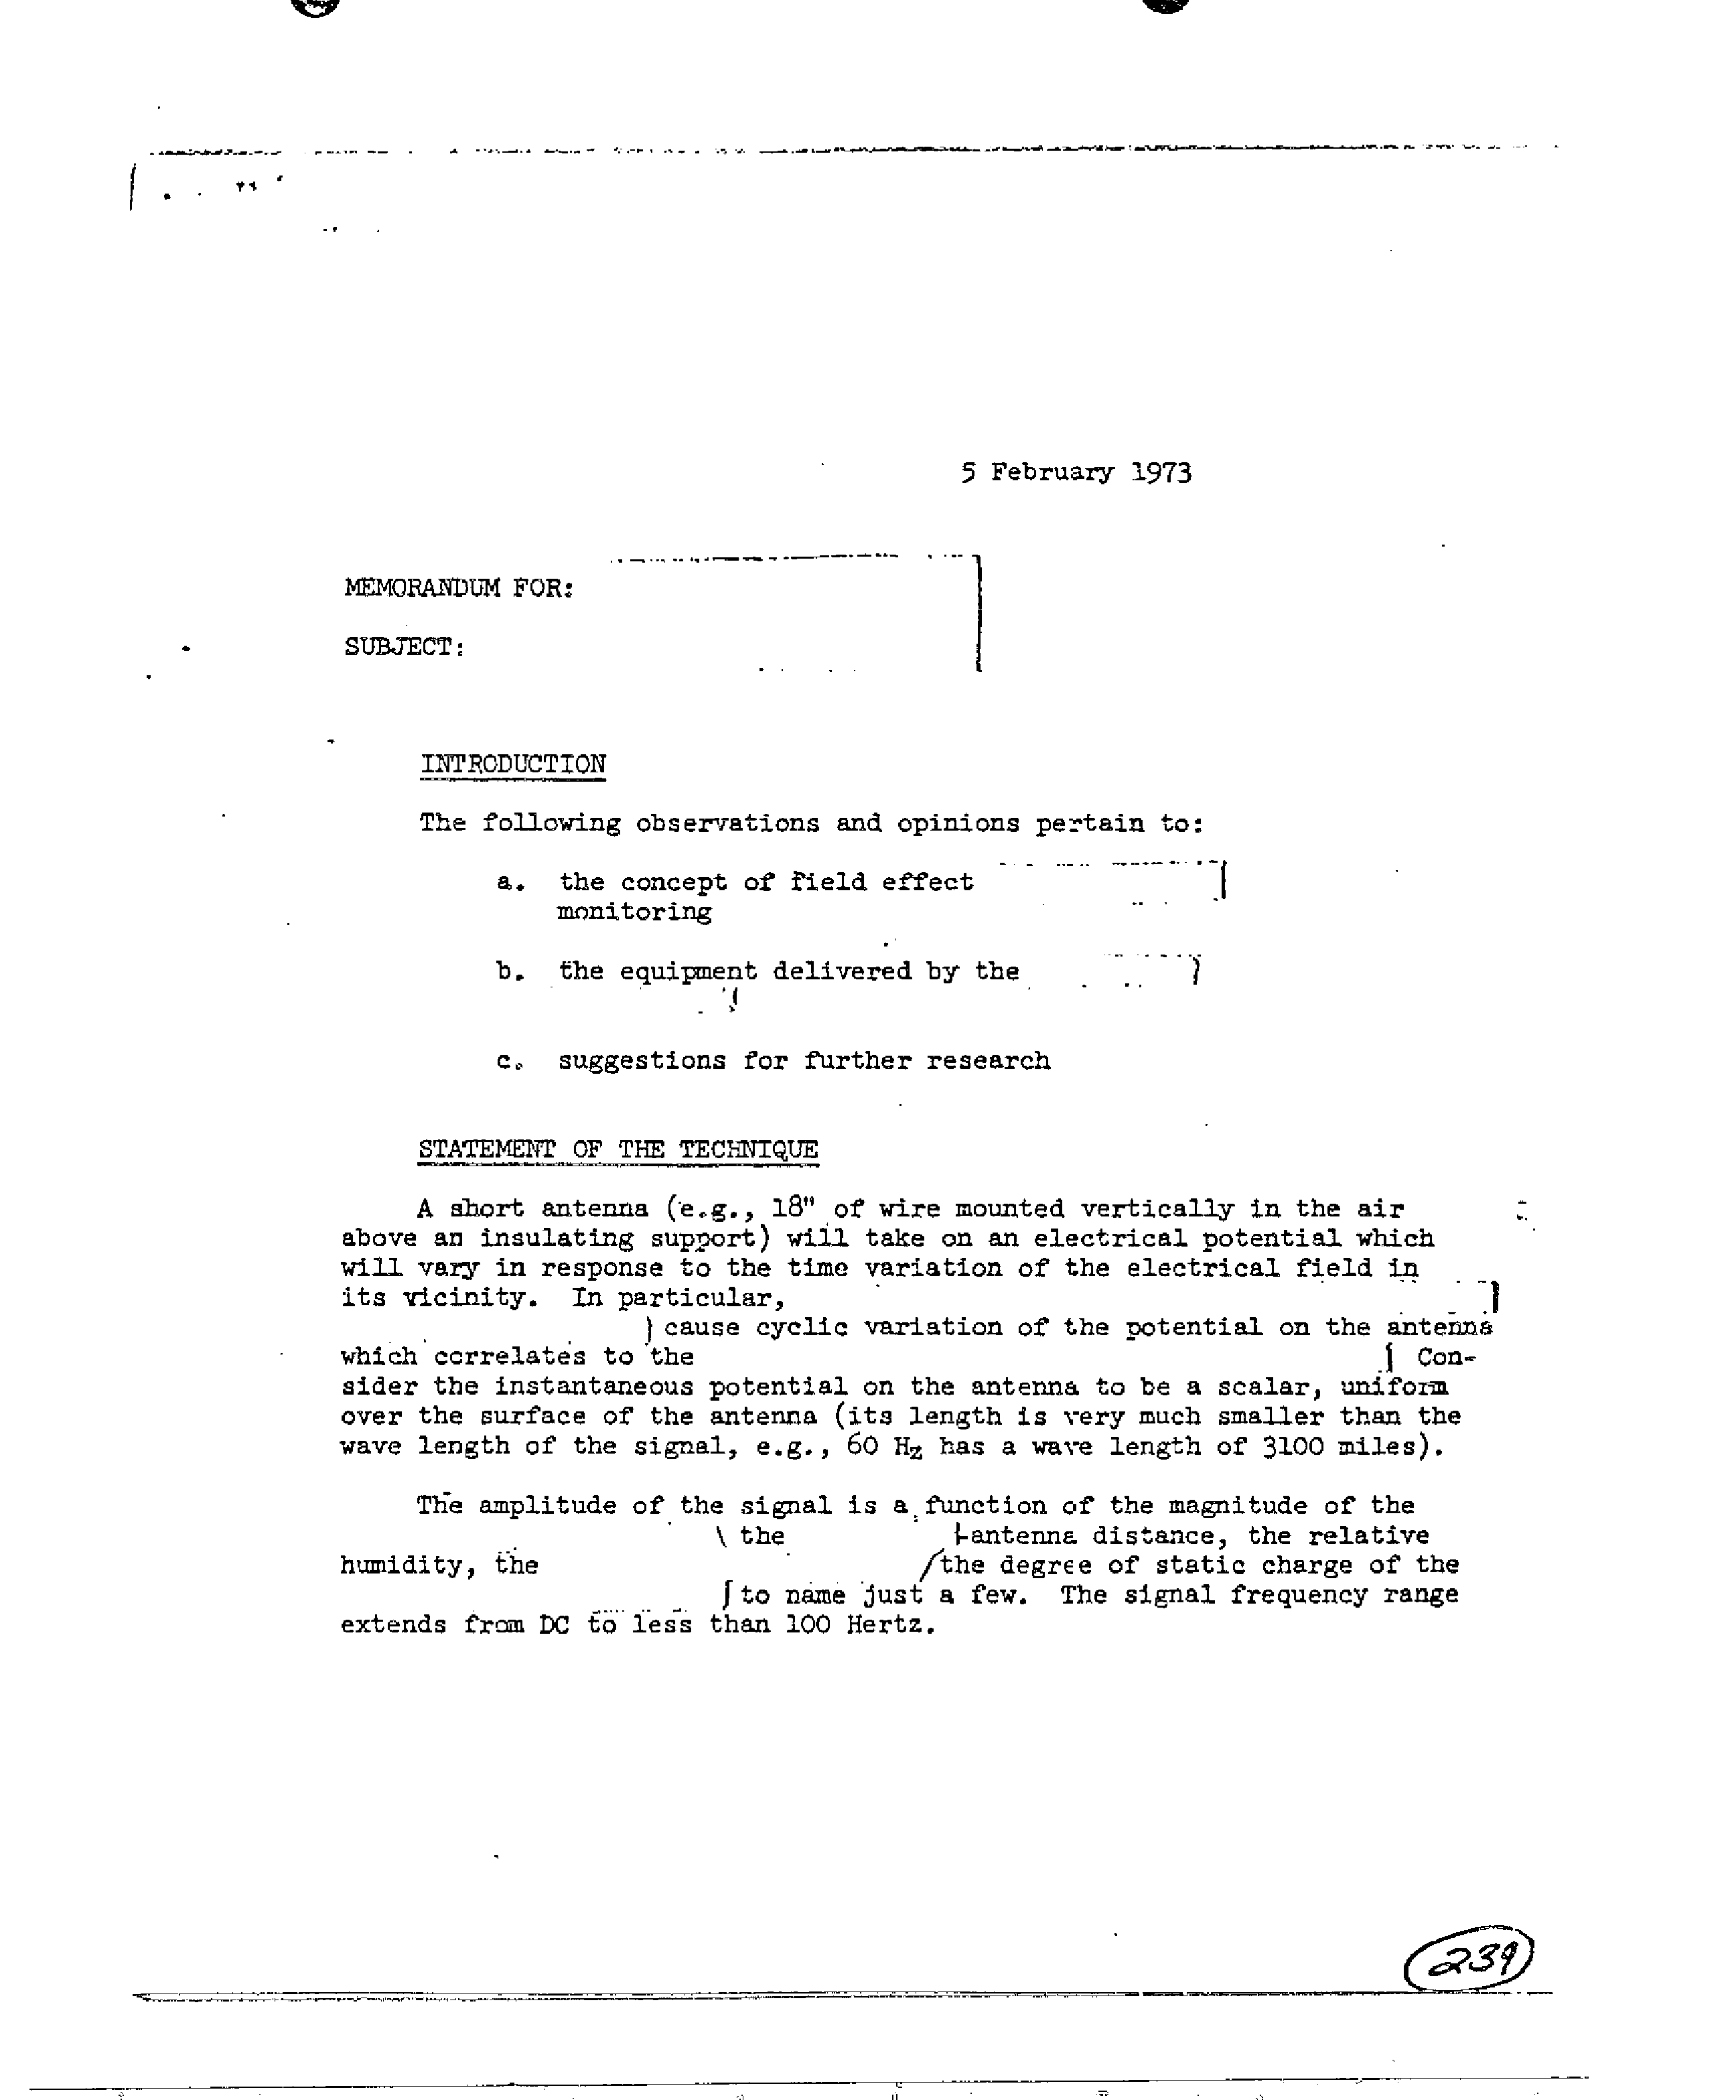 5 February 1973
MEMORANDUM FOR:
SUBJECT:
INTRODUCTION
The following observations and opinions pertain to:
a. the concept of field effect
monitoring
b. the equipment delivered by the
c. suggestions for further research
STATEMENT OF THE TECHNIQUE
A short antenna (e.g., 18" of wire mounted vertically in the air
above an insulating support) will take on an electrical potential which
will vary in response to the time variation of the electrical field in
its vicinity. In particular,
cause cyclic variation of the potential on the antenna
which correlates to the
Con-
sider the instantaneous potential on the antenna to be a scalar, uniform
over the surface of the antenna (its length is very much smaller than the
wave length of the signal, e.g., 60 Hz has a wave length of 3100 miles).
The amplitude of the signal is a function of the magnitude of the
the -antenna distance, the relative
humidity, the the degree of static charge of the
to name just a few. The signal frequency range
extends from DC to less than 100 Hertz.
239